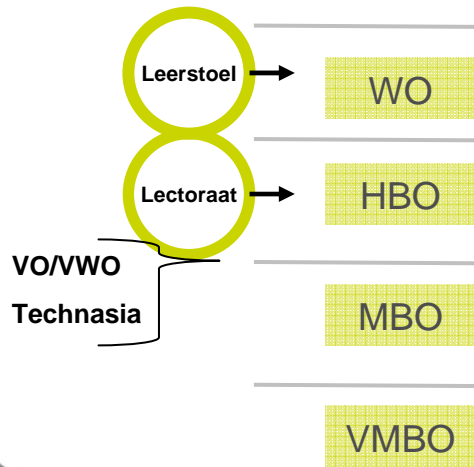 Leerstoel
WO
Lectoraat
HBO
VO/VWO
Technasia
MBO
VMBO